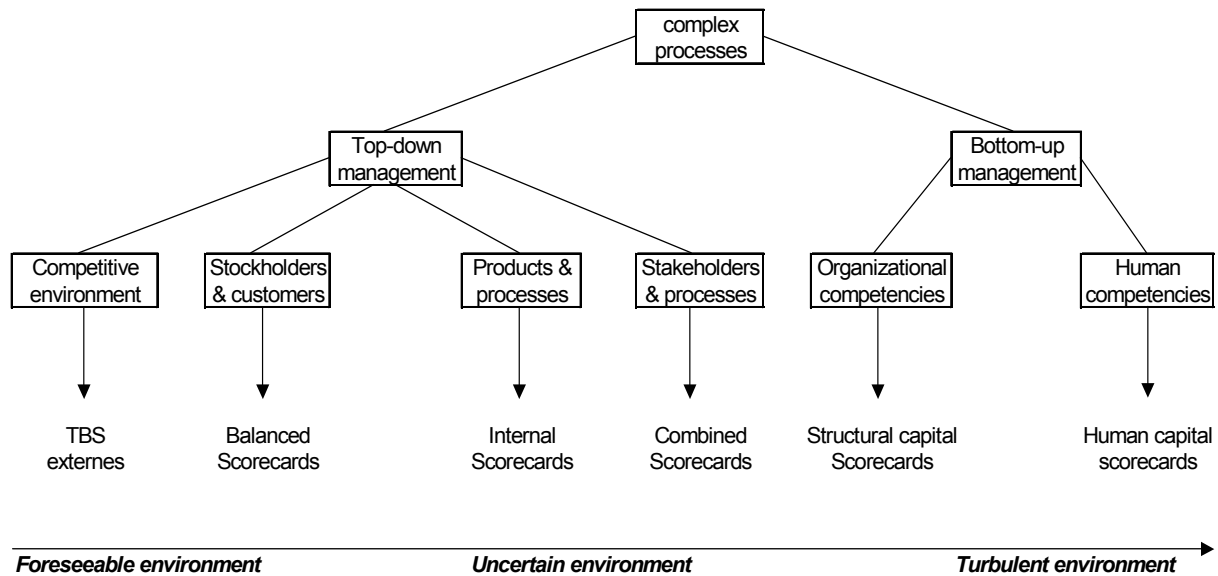 complex
processes
Top-down
management
Bottom-up
management
Competitive
environment
Stockholders
& customers
Products &
processes
Stakeholders
& processes
Organizational
competencies
Human
competencies
TBS
externes
Balanced
Scorecards
Internal
Scorecards
Combined
Scorecards
Structural capital
Scorecards
Human capital
scorecards
Foreseeable environment
Uncertain environment
Turbulent environment